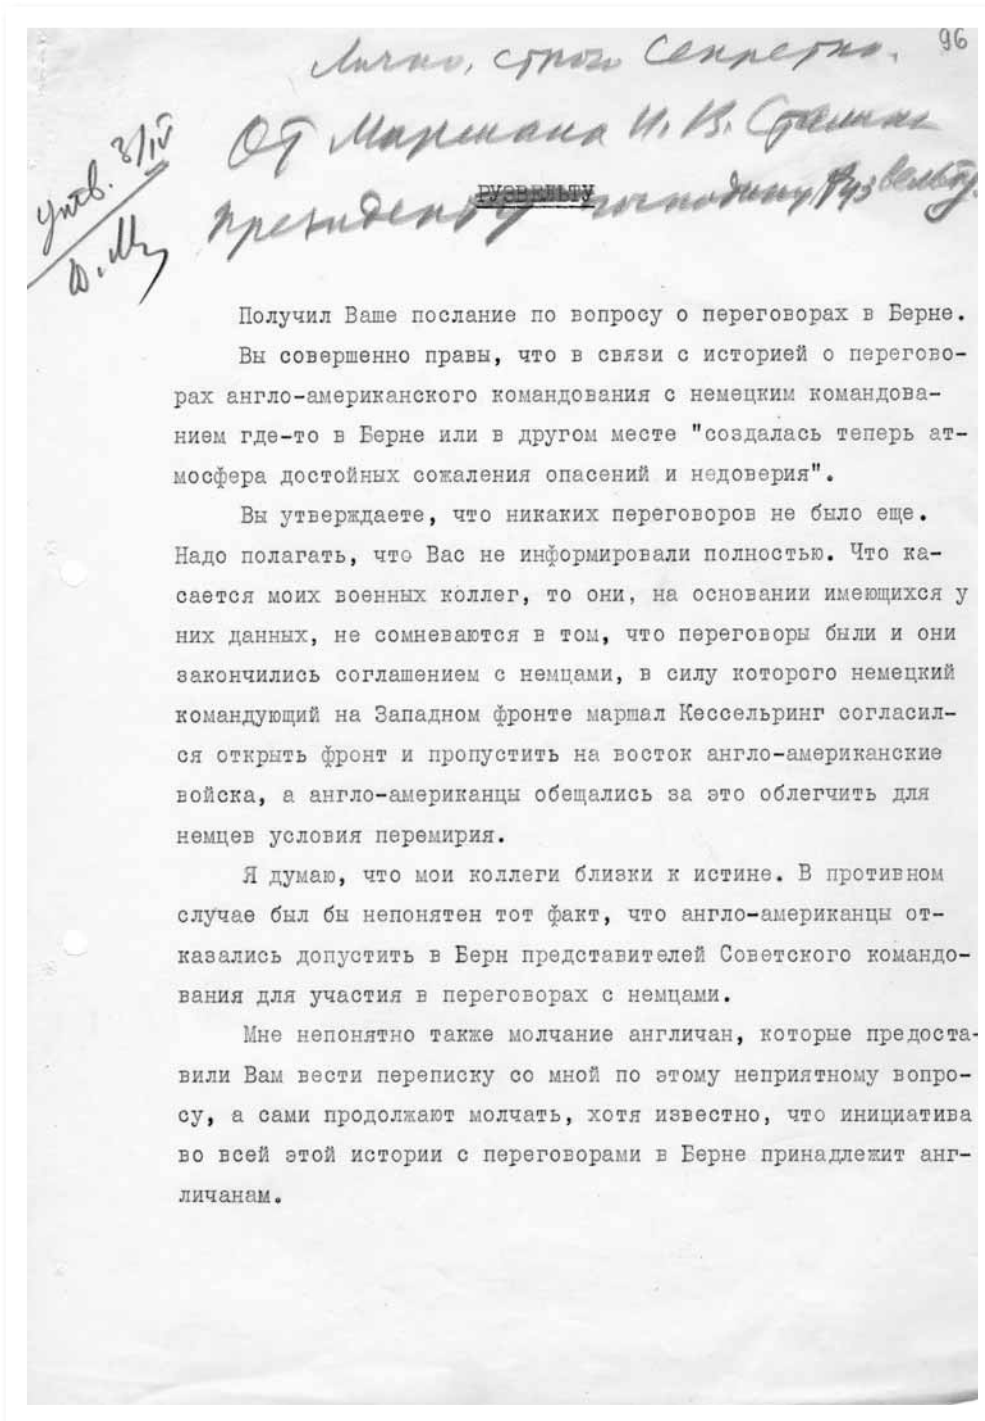 96
Лично, строго секретно.
От Маршала И. В. Сталина
президенту господину Рузвельту.
утв. 3/IV
РУЗВЕЛЬТУ
Получил Ваше послание по вопросу о переговорах в Берне.
Вы совершенно правы, что в связи с историей о перегово-
рах англо-американского командования с немецким командова-
нием где-то в Берне или в другом месте "создалась теперь ат-
мосфера достойных сожаления опасений и недоверия".
Вы утверждаете, что никаких переговоров не было еще.
Надо полагать, что Вас не информировали полностью. Что ка-
сается моих военных коллег, то они, на основании имеющихся у
них данных, не сомневаются в том, что переговоры были и они
закончились соглашением с немцами, в силу которого немецкий
командующий на Западном фронте маршал Кессельринг согласил-
ся открыть фронт и пропустить на восток англо-американские
войска, а англо-американцы обещались за это облегчить для
немцев условия перемирия.
Я думаю, что мои коллеги близки к истине. В противном
случае был бы непонятен тот факт, что англо-американцы от-
казались допустить в Берн представителей Советского командо-
вания для участия в переговорах с немцами.
Мне непонятно также молчание англичан, которые предоста-
вили Вам вести переписку со мной по этому неприятному вопро-
су, а сами продолжают молчать, хотя известно, что инициатива
во всей этой истории с переговорами в Берне принадлежит анг-
личанам.